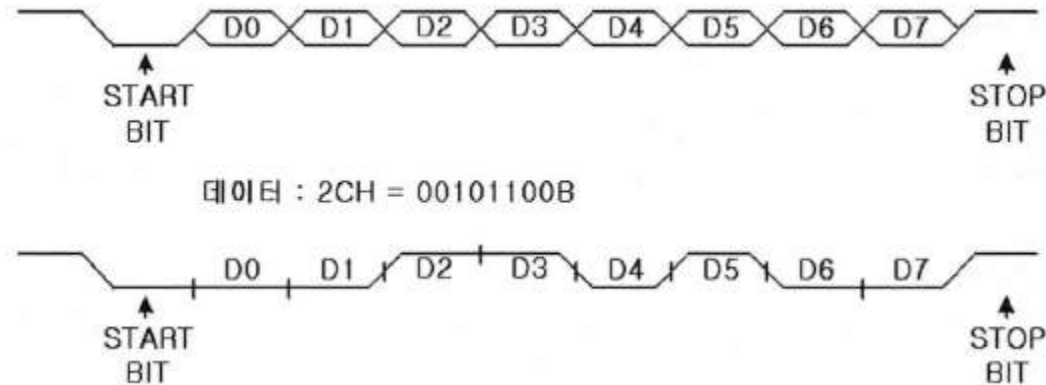 D0 D1 D2 D3 D4 D5 D6 D7
START STOP
BIT BIT
데이터 : 2CH = 00101100B
D0 D1 D2 D3 D4 D5 D6 D7
START STOP
BIT BIT